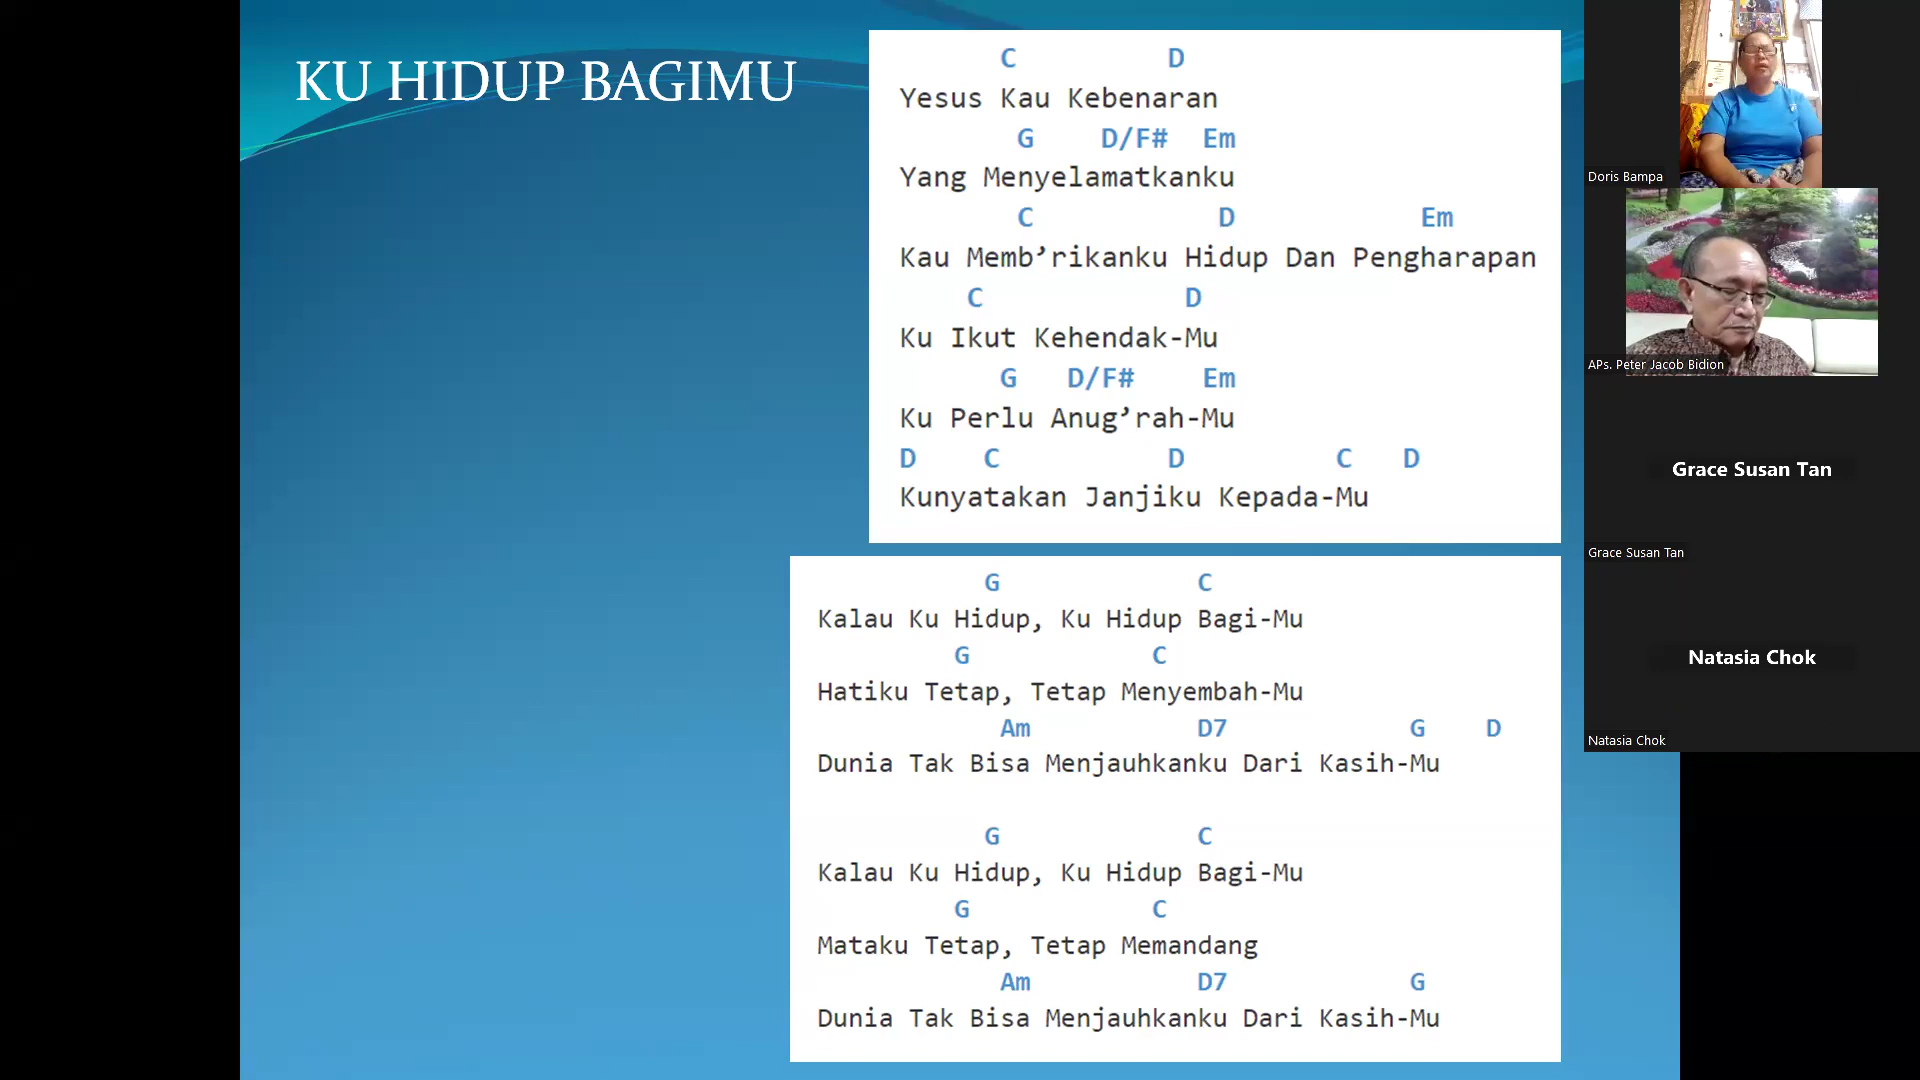 KU HIDUP BAGIMU
C D
Yesus Kau Kebenaran
G D/F# Em
Yang Menyelamatkanku
C D Em
Kau Memb’rikanku Hidup Dan Pengharapan
C D
Ku Ikut Kehendak-Mu
G D/F# Em
Ku Perlu Anug’rah-Mu
D C D C D
Kunyatakan Janjiku Kepada-Mu
G C
Kalau Ku Hidup, Ku Hidup Bagi-Mu
G C
Hatiku Tetap, Tetap Menyembah-Mu
Am D7 G D
Dunia Tak Bisa Menjauhkanku Dari Kasih-Mu
G C
Kalau Ku Hidup, Ku Hidup Bagi-Mu
G C
Mataku Tetap, Tetap Memandang
Am D7 G
Dunia Tak Bisa Menjauhkanku Dari Kasih-Mu
Doris Bampa
APs. Peter Jacob Bidion
Grace Susan Tan
Grace Susan Tan
Natasia Chok
Natasia Chok